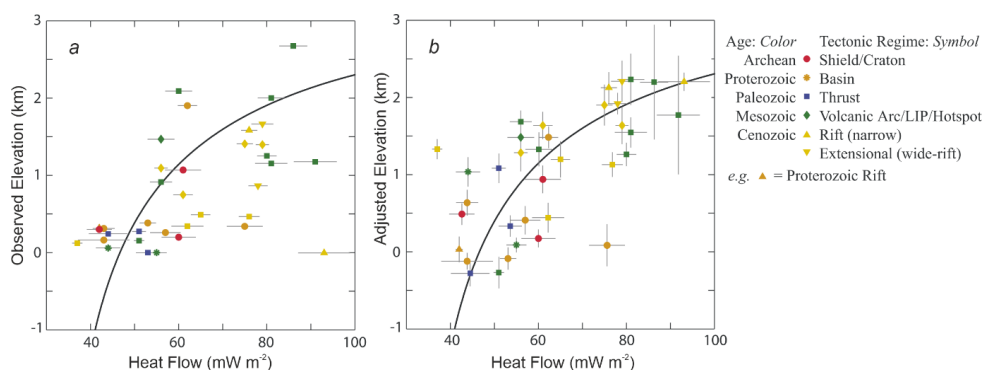 a
3
2
1
0
-1
40
60
80
100
Observed Elevation (km)
Heat Flow (mW m-2)
b
3
2
1
0
-1
40
60
80
100
Adjusted Elevation (km)
Heat Flow (mW m-2)
Age: Color Tectonic Regime: Symbol
Archean Shield/Craton
Proterozoic Basin
Paleozoic Thrust
Mesozoic Volcanic Arc/LIP/Hotspot
Cenozoic Rift (narrow)
Extensional (wide-rift)
e.g. = Proterozoic Rift